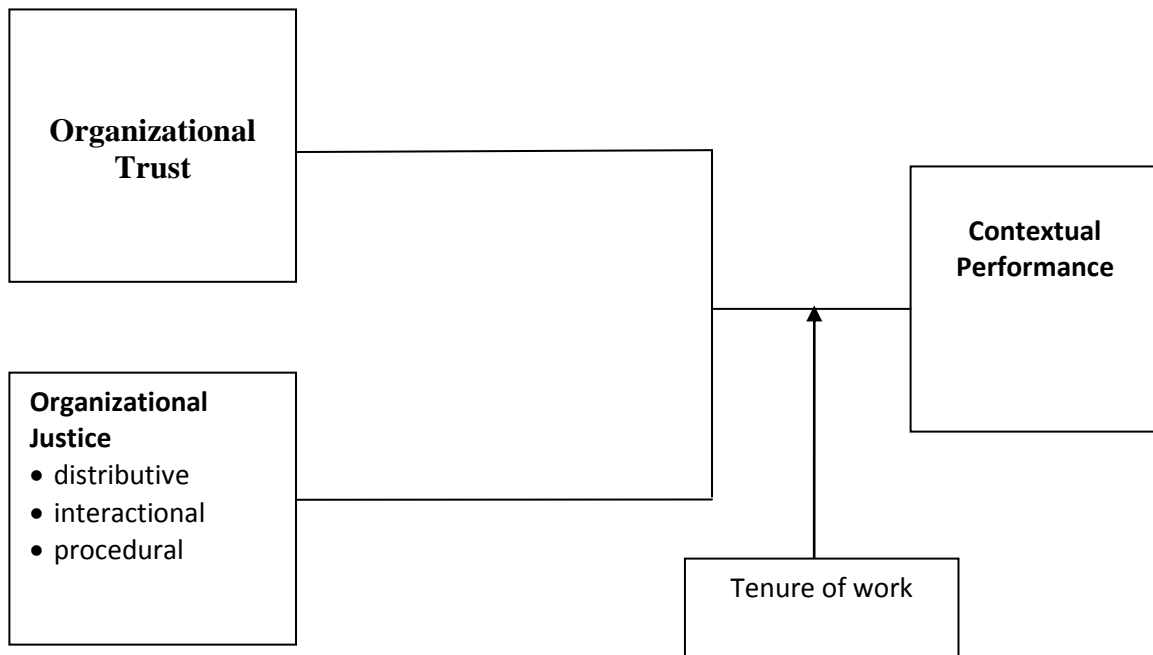 Organizational
Trust
Contextual
Performance
Organizational
Justice
• distributive
• interactional
• procedural
Tenure of work